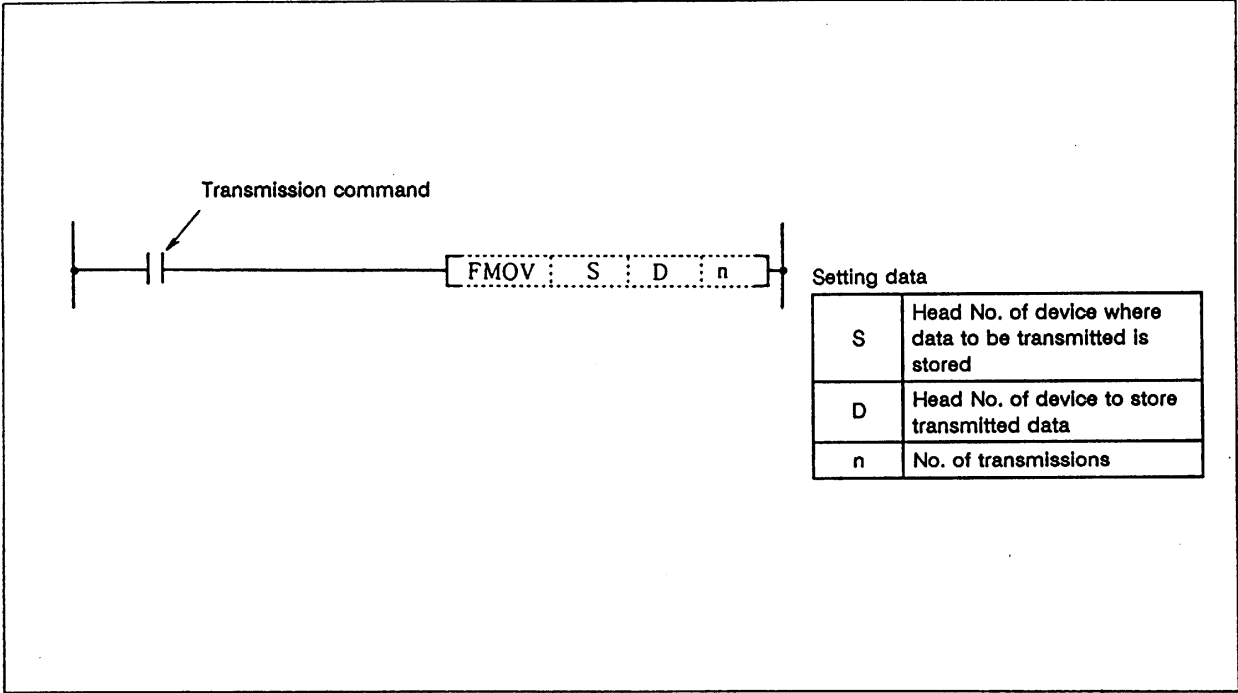 Transmission command
FMOV S D n
Setting data
S
Head No. of device where
data to be transmitted is
stored
D
Head No. of device to store
transmitted data
n
No. of transmissions